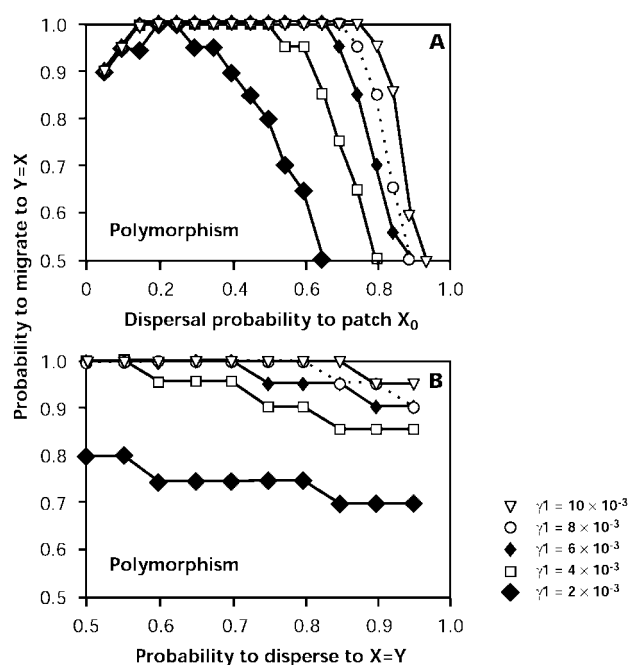 Probability to migrate to Y=X
1.0
0.9
0.8
0.7
0.6
0.5
A
Polymorphism
0
0.2
0.4
0.6
0.8
1.0
Dispersal probability to patch X₀
1.0
0.9
0.8
0.7
0.6
0.5
B
Polymorphism
0.5
0.6
0.7
0.8
0.9
1.0
Probability to disperse to X=Y
γ1 = 10 × 10⁻³
γ1 = 8 × 10⁻³
γ1 = 6 × 10⁻³
γ1 = 4 × 10⁻³
γ1 = 2 × 10⁻³